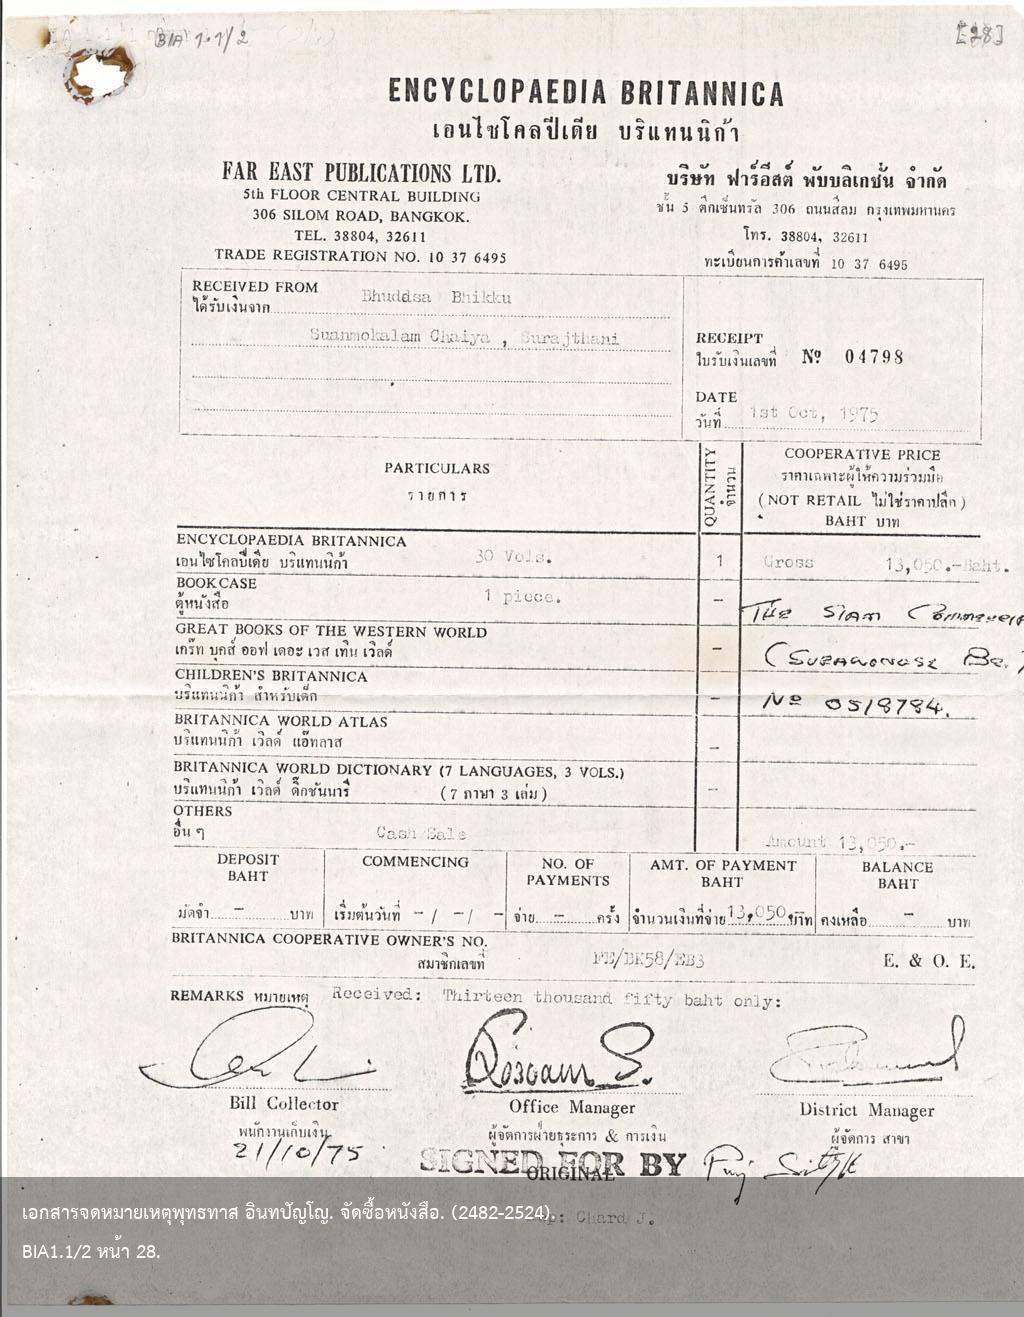 BIA 1.1/2
[28]
ENCYCLOPAEDIA BRITANNICA
เอนไซโคลปีเดีย บริแทนนิก้า
FAR EAST PUBLICATIONS LTD.
5th FLOOR CENTRAL BUILDING
306 SILOM ROAD, BANGKOK.
TEL. 38804, 32611
TRADE REGISTRATION NO. 10 37 6495
บริษัท ฟาร์อีสต์ พับบลิเกชั่น จำกัด
ชั้น 5 ตึกเซ็นทรัล 306 ถนนสีลม กรุงเทพมหานคร
โทร. 38804, 32611
ทะเบียนการค้าเลขที่ 10 37 6495
RECEIVED FROM
ได้รับเงินจาก Bhuddsa Bhikku
Suanmokalam Chaiya , Surajthani
RECEIPT
ใบรับเงินเลขที่ No 04798
DATE
วันที่ 1st Oct, 1975
PARTICULARS
รายการ
QUANTITY
จำนวน
COOPERATIVE PRICE
ราคาเฉพาะผู้ให้ความร่วมมือ
(NOT RETAIL ไม่ใช่ราคาปลีก)
BAHT บาท
ENCYCLOPAEDIA BRITANNICA
เอนไซโคลปีเดีย บริแทนนิก้า 30 Vols. 1 Gross 13,050.-Baht.
BOOKCASE
ตู้หนังสือ 1 piece. -
THE SIAM Commercial
GREAT BOOKS OF THE WESTERN WORLD
เกร๊ท บุคส์ ออฟ เดอะ เวส เทิน เวิลด์ -
(SURAWONGSE Br.)
CHILDREN'S BRITANNICA
บริแทนนิก้า สำหรับเด็ก -
No 0518784.
BRITANNICA WORLD ATLAS
บริแทนนิก้า เวิลด์ แอ๊ทลาส -
BRITANNICA WORLD DICTIONARY (7 LANGUAGES, 3 VOLS.)
บริแทนนิก้า เวิลด์ ดิ๊กชันนารี (7 ภาษา 3 เล่ม) -
OTHERS
อื่น ๆ Cash Sale Amount 13,050.-
DEPOSIT
BAHT
มัดจำ - บาท
COMMENCING
เริ่มต้นวันที่ - / - / -
NO. OF
PAYMENTS
จ่าย - ครั้ง
AMT. OF PAYMENT
BAHT
จำนวนเงินที่จ่าย 13,050.- บาท
BALANCE
BAHT
คงเหลือ - บาท
BRITANNICA COOPERATIVE OWNER'S NO.
สมาชิกเลขที่ FE/BK58/EB3 E. & O. E.
REMARKS หมายเหตุ Received: Thirteen thousand fifty baht only:
Bill Collector
พนักงานเก็บเงิน
21/10/75
Office Manager
ผู้จัดการฝ่ายธุระการ & การเงิน
District Manager
ผู้จัดการ สาขา
SIGNED FOR BY
ORIGINAL
Chard J.
เอกสารจดหมายเหตุพุทธทาส อินทปัญโญ. จัดซื้อหนังสือ. (2482-2524).
BIA1.1/2 หน้า 28.